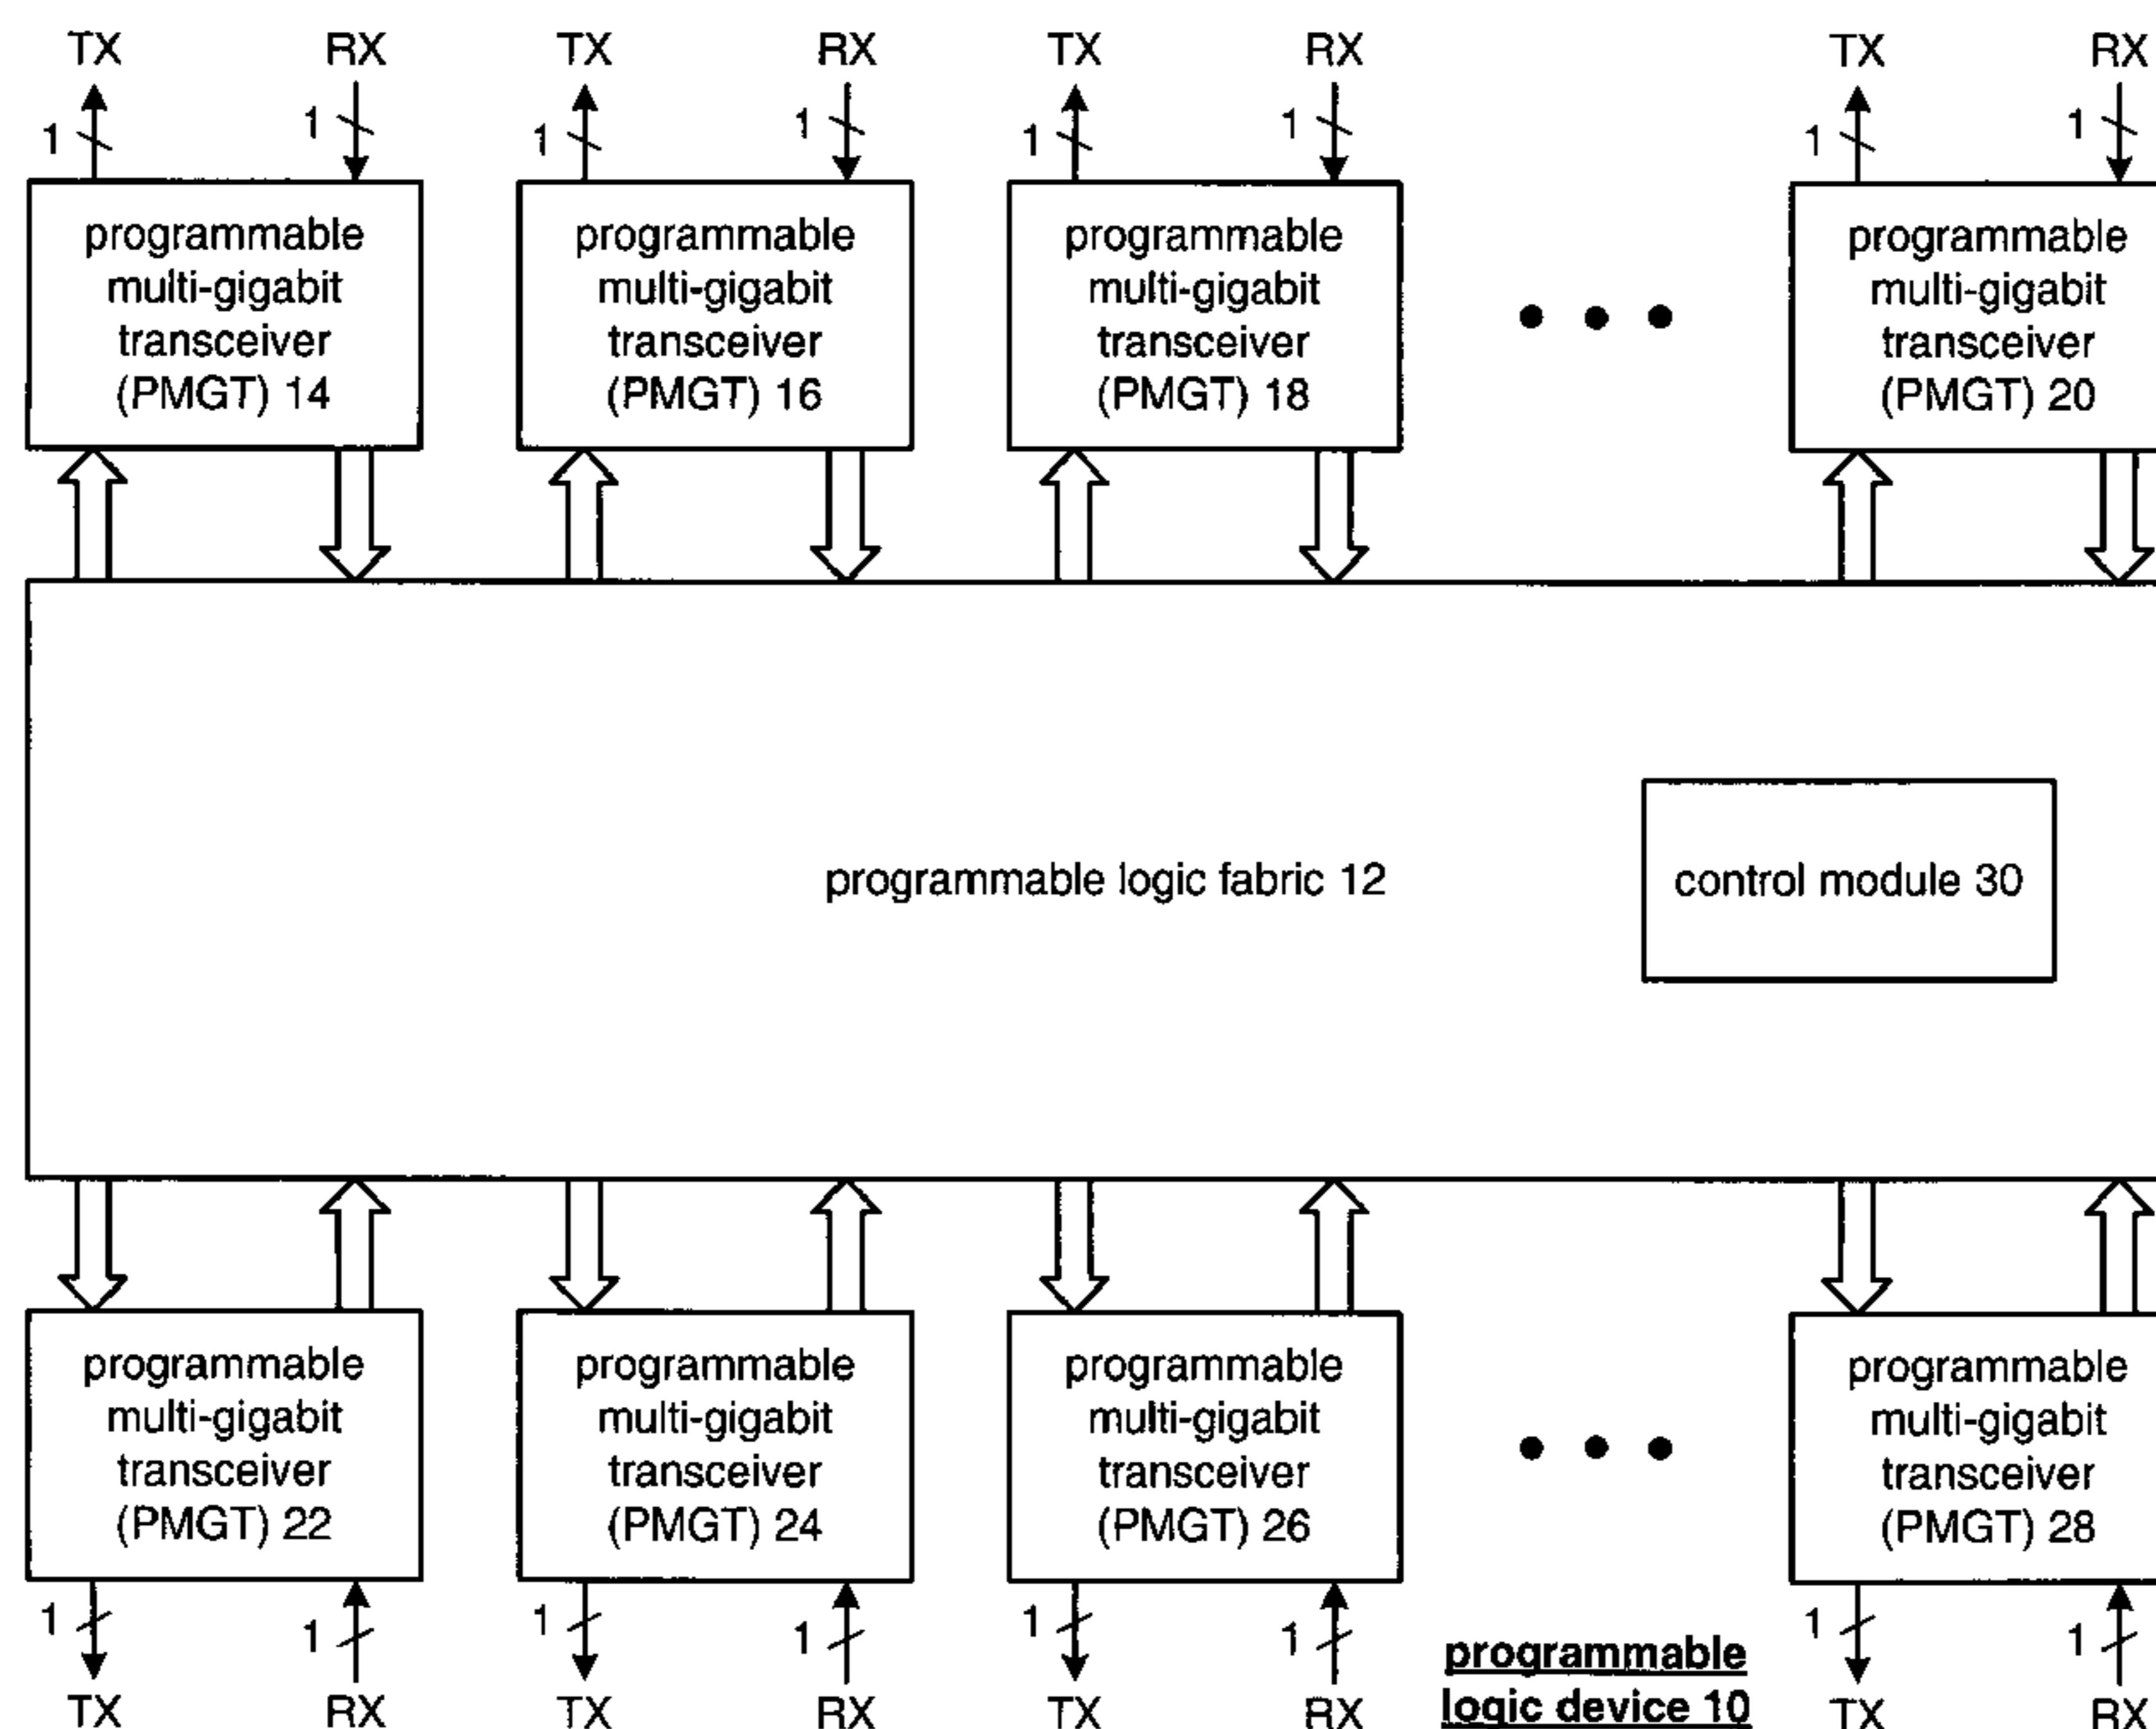 TX RX TX RX TX RX TX RX
1 1 1 1 1 1 1 1
programmable programmable programmable programmable
multi-gigabit multi-gigabit multi-gigabit multi-gigabit
transceiver transceiver transceiver transceiver
(PMGT) 14 (PMGT) 16 (PMGT) 18 (PMGT) 20
programmable logic fabric 12 control module 30
programmable programmable programmable programmable
multi-gigabit multi-gigabit multi-gigabit multi-gigabit
transceiver transceiver transceiver transceiver
(PMGT) 22 (PMGT) 24 (PMGT) 26 (PMGT) 28
1 1 1 1 1 1 1 1
programmable
logic device 10
TX RX TX RX TX RX TX RX